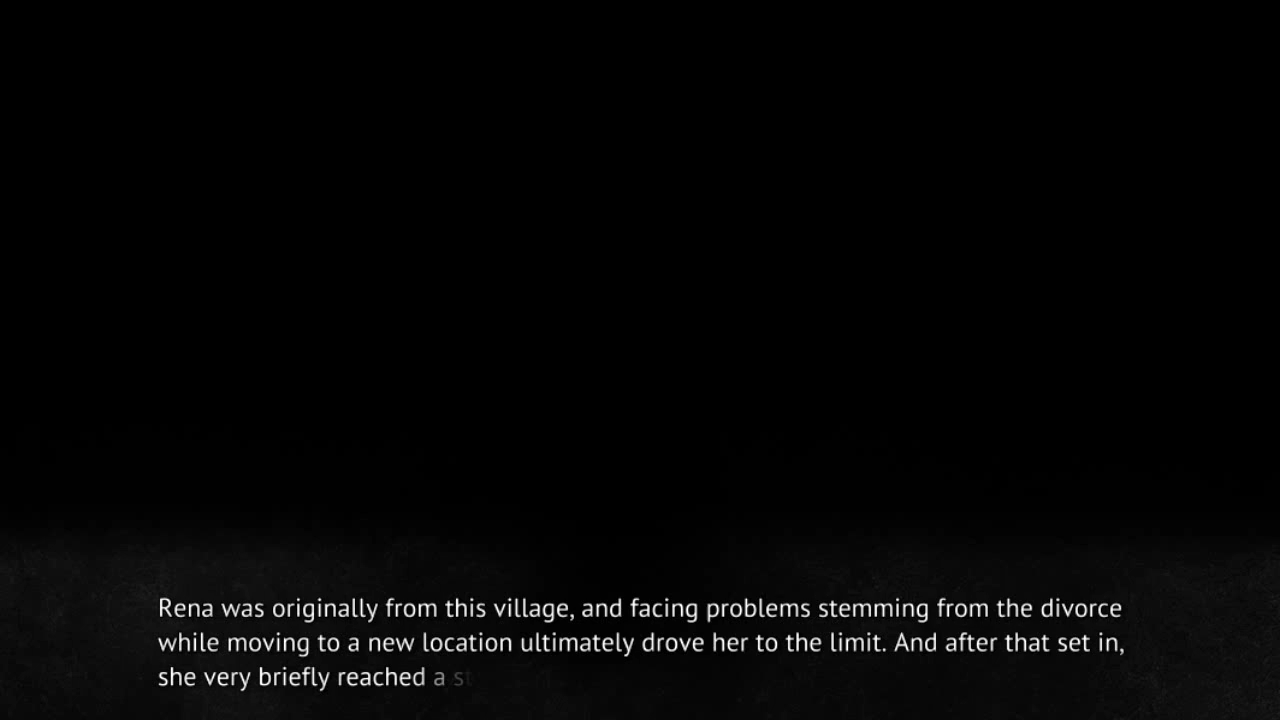 Rena was originally from this village, and facing problems stemming from the divorce
while moving to a new location ultimately drove her to the limit. And after that set in,
she very briefly reached a st